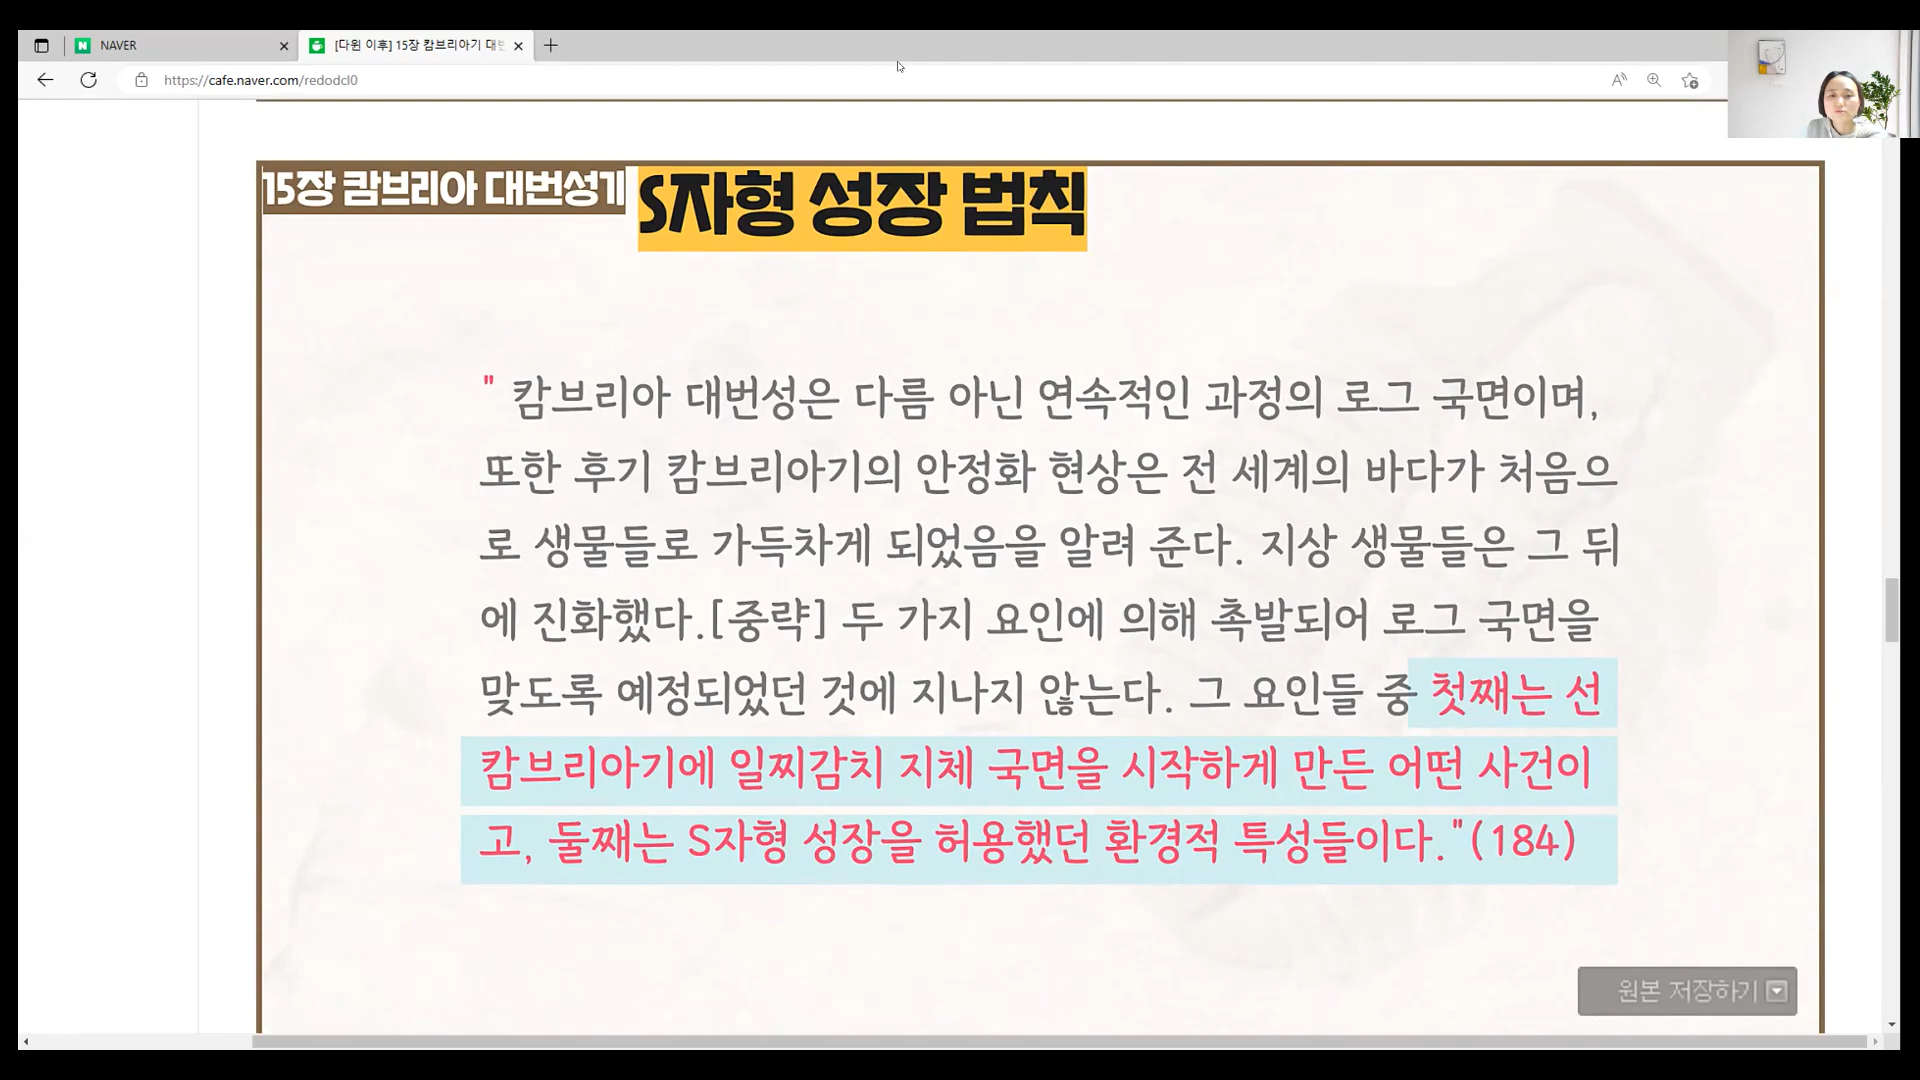 NAVER
[다윈 이후] 15장 캄브리아기 대번
https://cafe.naver.com/redodcl0
15장 캄브리아 대번성기
S자형 성장 법칙
" 캄브리아 대번성은 다름 아닌 연속적인 과정의 로그 국면이며,
또한 후기 캄브리아기의 안정화 현상은 전 세계의 바다가 처음으
로 생물들로 가득차게 되었음을 알려 준다. 지상 생물들은 그 뒤
에 진화했다.[중략] 두 가지 요인에 의해 촉발되어 로그 국면을
맞도록 예정되었던 것에 지나지 않는다. 그 요인들 중 첫째는 선
캄브리아기에 일찌감치 지체 국면을 시작하게 만든 어떤 사건이
고, 둘째는 S자형 성장을 허용했던 환경적 특성들이다."(184)
원본 저장하기